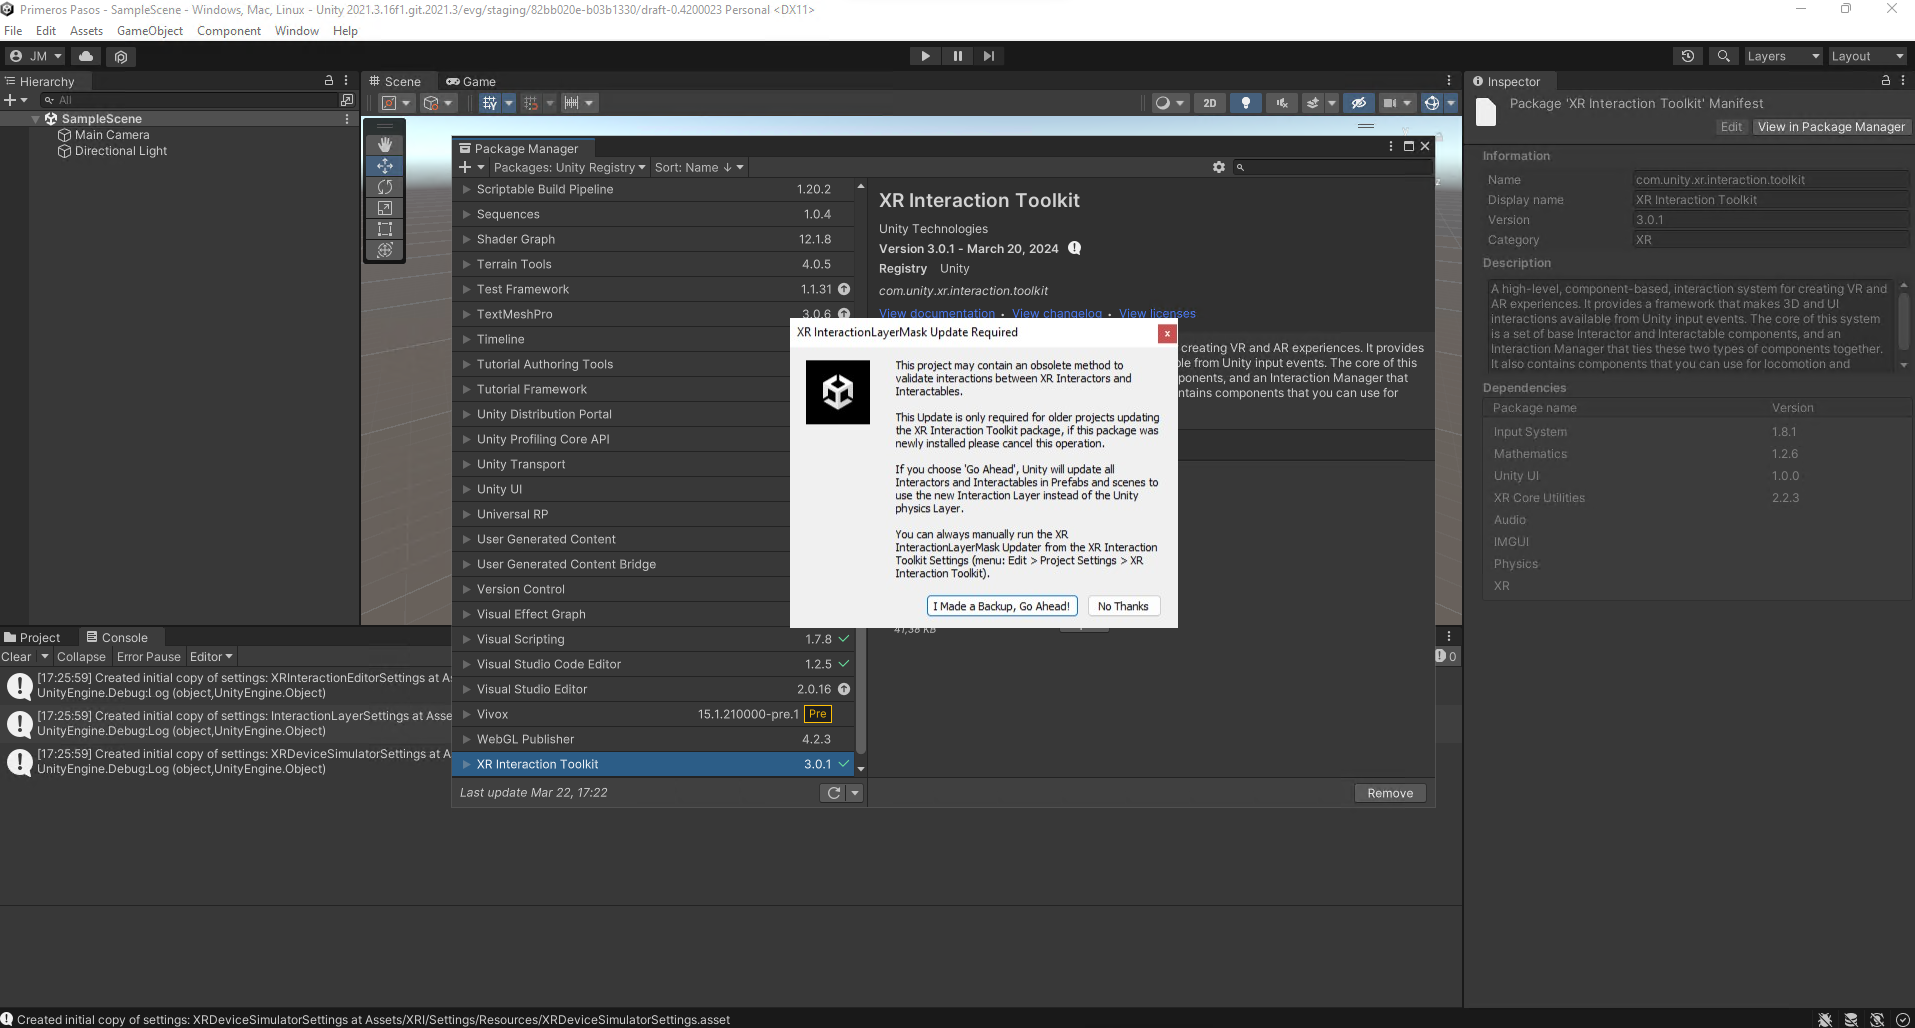 Primeros Pasos - SampleScene - Windows, Mac, Linux - Unity 2021.3.16f1.git.2021.3/evg/staging/82bb020e-b03b1330/draft-0.4200023 Personal <DX11>
File Edit Assets GameObject Component Window Help
JM Layers Layout
Hierarchy
All
SampleScene
Main Camera
Directional Light
Scene Game
2D
Package Manager
Packages: Unity Registry Sort: Name ↓
Scriptable Build Pipeline 1.20.2
Sequences 1.0.4
Shader Graph 12.1.8
Terrain Tools 4.0.5
Test Framework 1.1.31
TextMeshPro 3.0.6
Timeline
Tutorial Authoring Tools
Tutorial Framework
Unity Distribution Portal
Unity Profiling Core API
Unity Transport
Unity UI
Universal RP
User Generated Content
User Generated Content Bridge
Version Control
Visual Effect Graph
Visual Scripting 1.7.8
Visual Studio Code Editor 1.2.5
Visual Studio Editor 2.0.16
Vivox 15.1.210000-pre.1 Pre
WebGL Publisher 4.2.3
XR Interaction Toolkit 3.0.1
Last update Mar 22, 17:22
XR Interaction Toolkit
Unity Technologies
Version 3.0.1 - March 20, 2024
Registry Unity
com.unity.xr.interaction.toolkit
View documentation • View changelog • View licenses
creating VR and AR experiences. It provides
le from Unity input events. The core of this
ponents, and an Interaction Manager that
ntains components that you can use for
41,38 KB
Remove
XR InteractionLayerMask Update Required
This project may contain an obsolete method to
validate interactions between XR Interactors and
Interactables.
This Update is only required for older projects updating
the XR Interaction Toolkit package, if this package was
newly installed please cancel this operation.
If you choose 'Go Ahead', Unity will update all
Interactors and Interactables in Prefabs and scenes to
use the new Interaction Layer instead of the Unity
physics Layer.
You can always manually run the XR
InteractionLayerMask Updater from the XR Interaction
Toolkit Settings (menu: Edit > Project Settings > XR
Interaction Toolkit).
I Made a Backup, Go Ahead! No Thanks
Inspector
Package 'XR Interaction Toolkit' Manifest
Edit View in Package Manager
Information
Name com.unity.xr.interaction.toolkit
Display name XR Interaction Toolkit
Version 3.0.1
Category XR
Description
A high-level, component-based, interaction system for creating VR and
AR experiences. It provides a framework that makes 3D and UI
interactions available from Unity input events. The core of this system
is a set of base Interactor and Interactable components, and an
Interaction Manager that ties these two types of components together.
It also contains components that you can use for locomotion and
Dependencies
Package name Version
Input System 1.8.1
Mathematics 1.2.6
Unity UI 1.0.0
XR Core Utilities 2.2.3
Audio
IMGUI
Physics
XR
Project Console
Clear Collapse Error Pause Editor 0
[17:25:59] Created initial copy of settings: XRInteractionEditorSettings at A
UnityEngine.Debug:Log (object,UnityEngine.Object)
[17:25:59] Created initial copy of settings: InteractionLayerSettings at Asse
UnityEngine.Debug:Log (object,UnityEngine.Object)
[17:25:59] Created initial copy of settings: XRDeviceSimulatorSettings at A
UnityEngine.Debug:Log (object,UnityEngine.Object)
Created initial copy of settings: XRDeviceSimulatorSettings at Assets/XRI/Settings/Resources/XRDeviceSimulatorSettings.asset